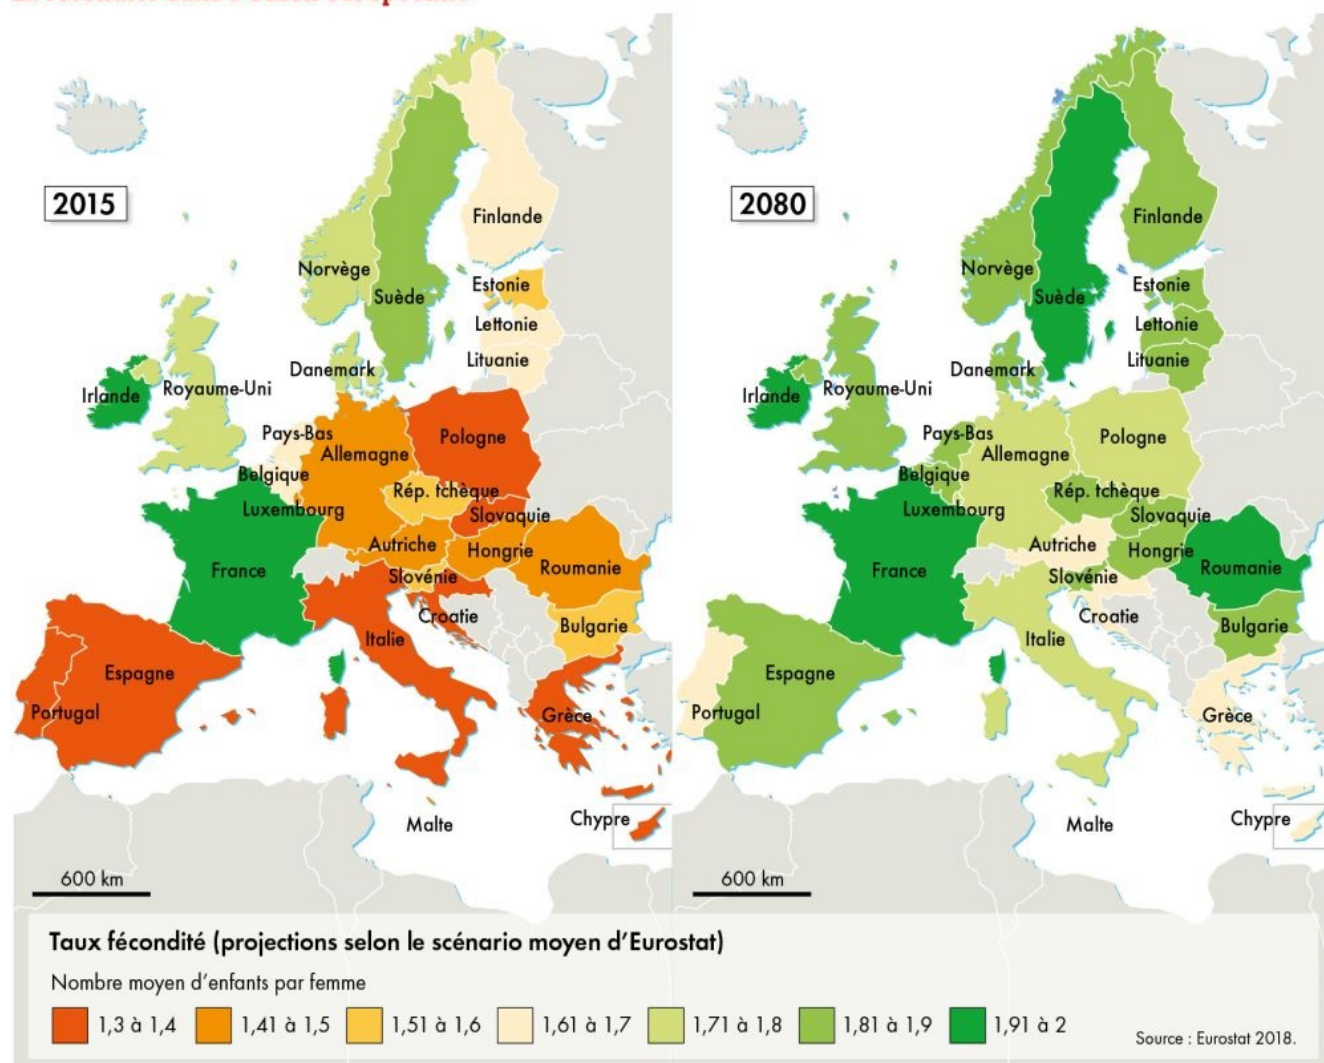 2015
Finlande
Norvège
Suède
Estonie
Lettonie
Lituanie
Danemark
Irlande
Royaume-Uni
Pays-Bas
Allemagne
Pologne
Belgique
Rép. tchèque
Luxembourg
Slovaquie
Autriche
Hongrie
France
Slovénie
Roumanie
Croatie
Bulgarie
Italie
Espagne
Portugal
Grèce
Malte
Chypre
600 km
2080
Finlande
Norvège
Suède
Estonie
Lettonie
Lituanie
Danemark
Irlande
Royaume-Uni
Pays-Bas
Allemagne
Pologne
Belgique
Rép. tchèque
Luxembourg
Slovaquie
Autriche
Hongrie
France
Slovénie
Roumanie
Croatie
Bulgarie
Italie
Espagne
Portugal
Grèce
Malte
Chypre
600 km
Taux fécondité (projections selon le scénario moyen d'Eurostat)
Nombre moyen d'enfants par femme
1,3 à 1,4 1,41 à 1,5 1,51 à 1,6 1,61 à 1,7 1,71 à 1,8 1,81 à 1,9 1,91 à 2
Source : Eurostat 2018.